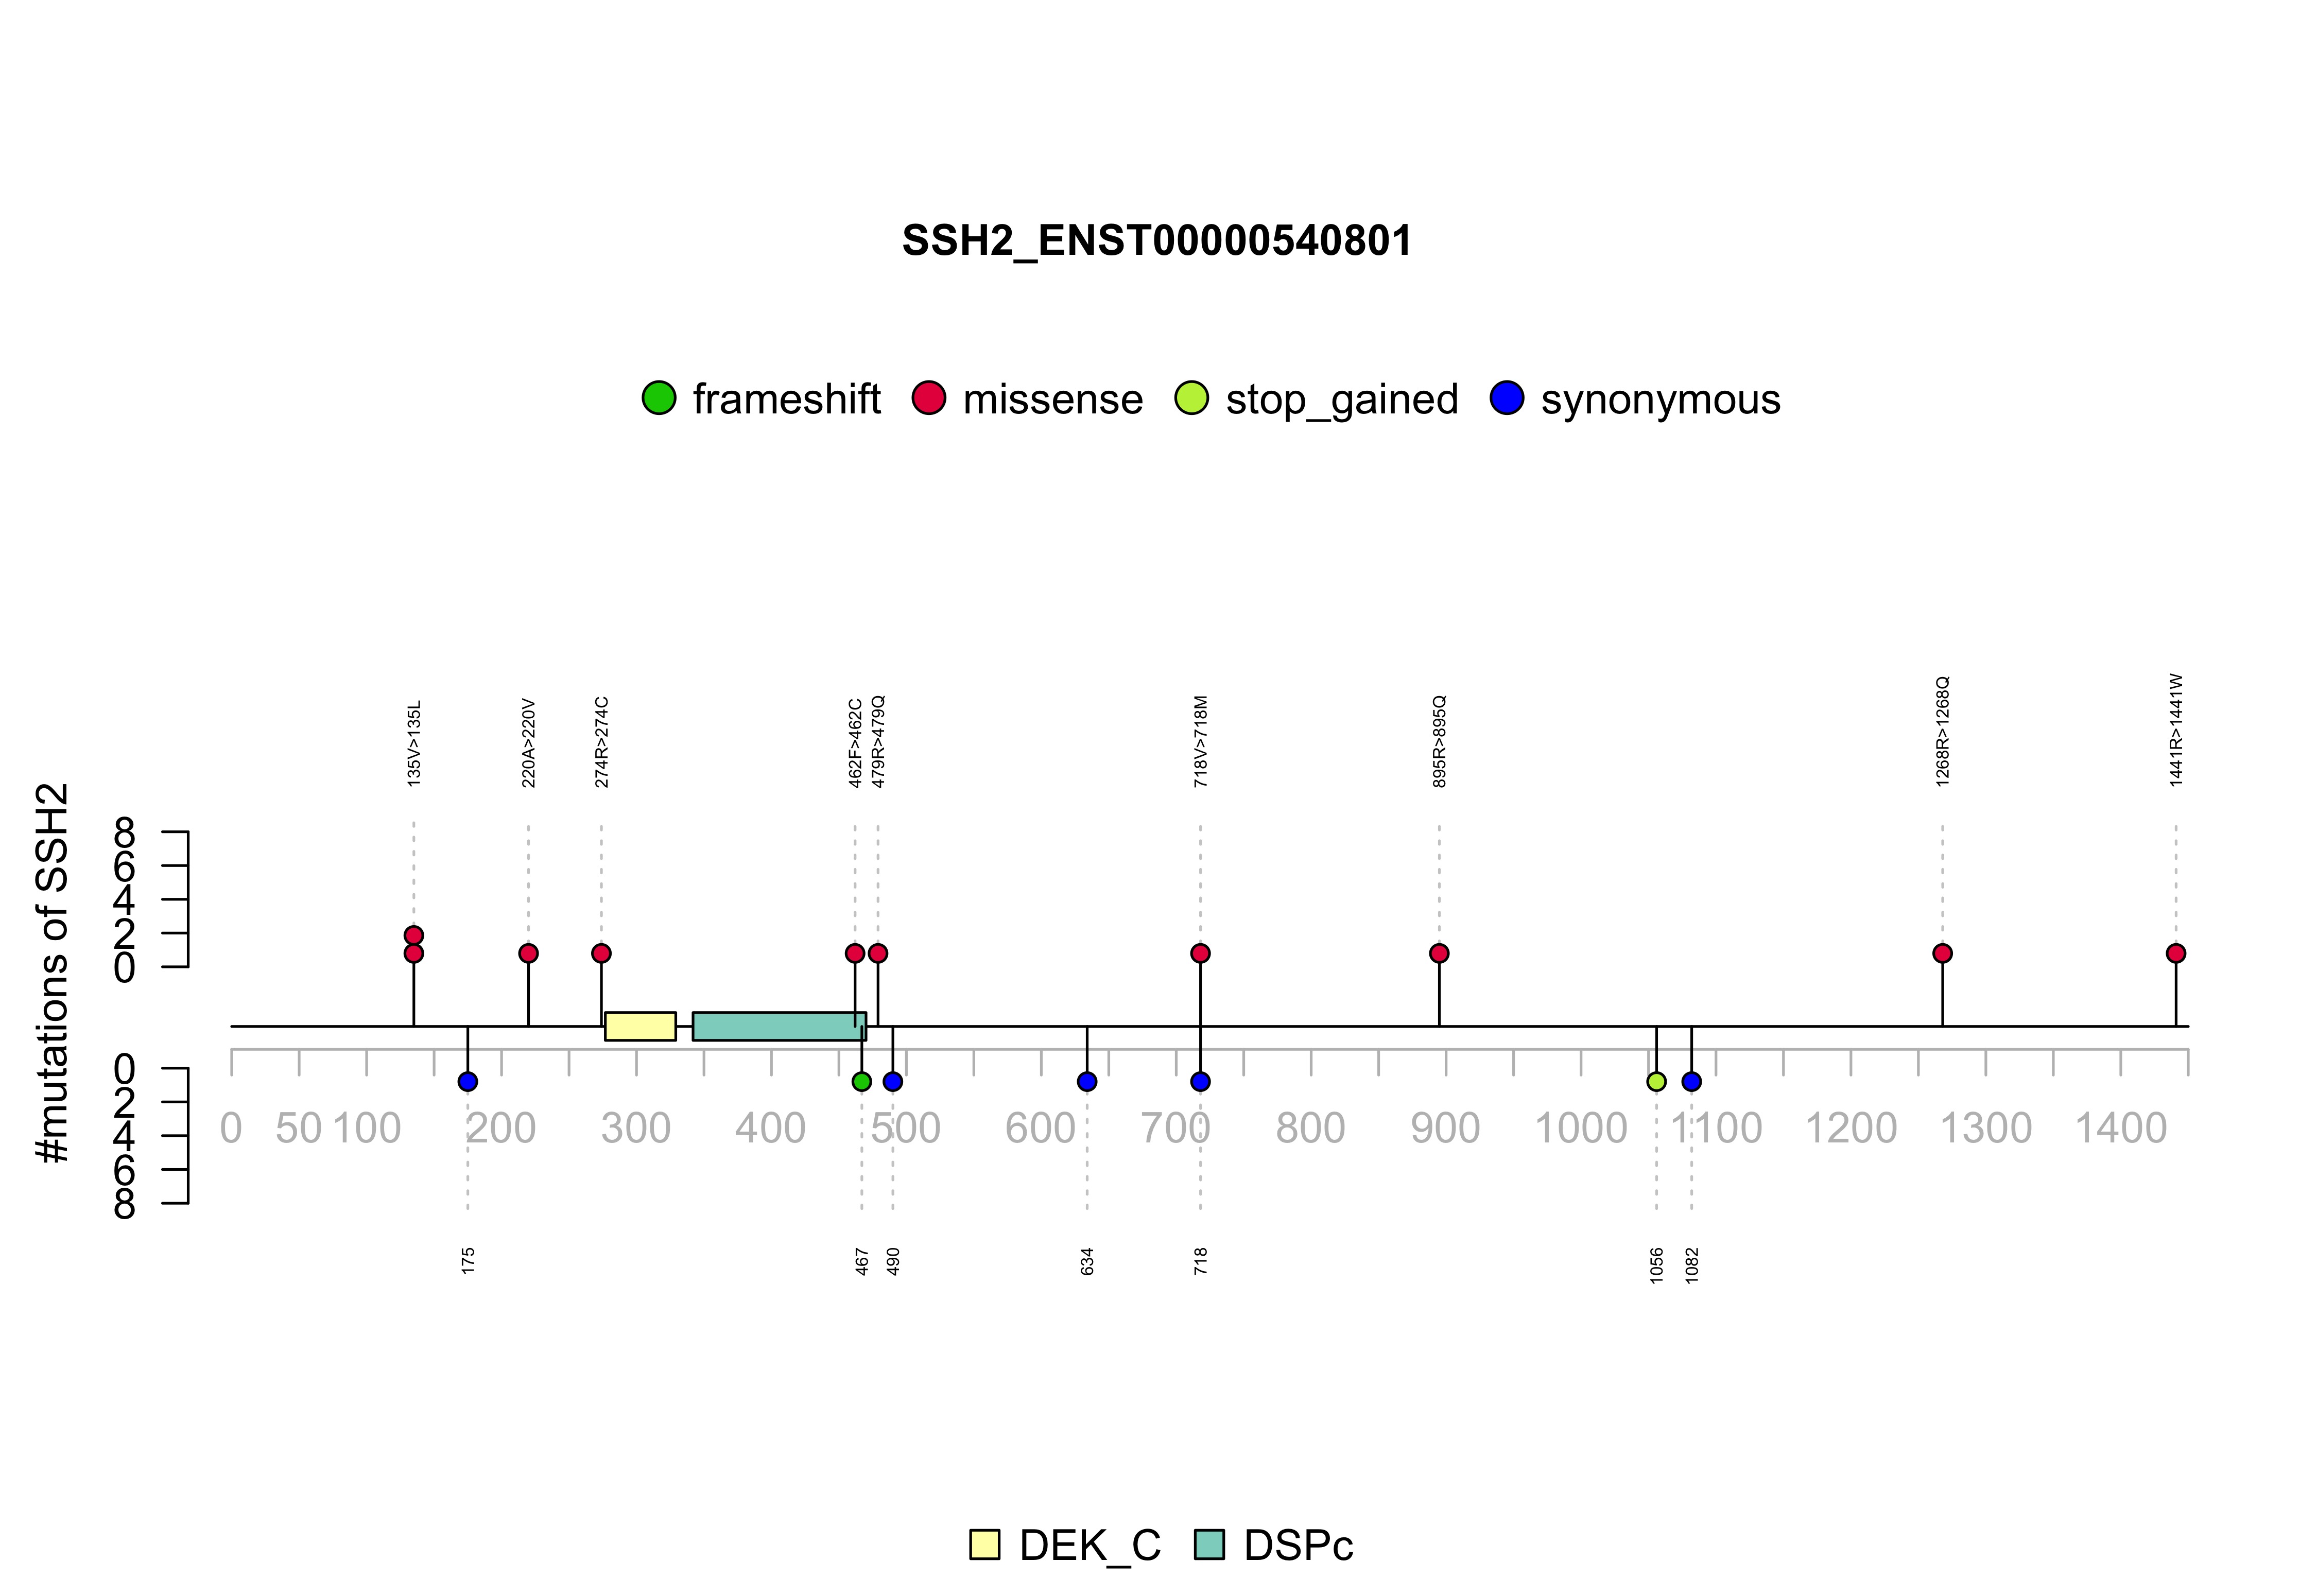 SSH2_ENST00000540801
frameshift missense stop_gained synonymous
135V>135L 220A>220V 274R>274C 462F>462C 479R>479Q 718V>718M 895R>895Q 1268R>1268Q 1441R>1441W
#mutations of SSH2
8
6
4
2
0
0
2
4
6
8
0 50 100 200 300 400 500 600 700 800 900 1000 1100 1200 1300 1400
175 467 490 634 718 1056 1082
DEK_C DSPc